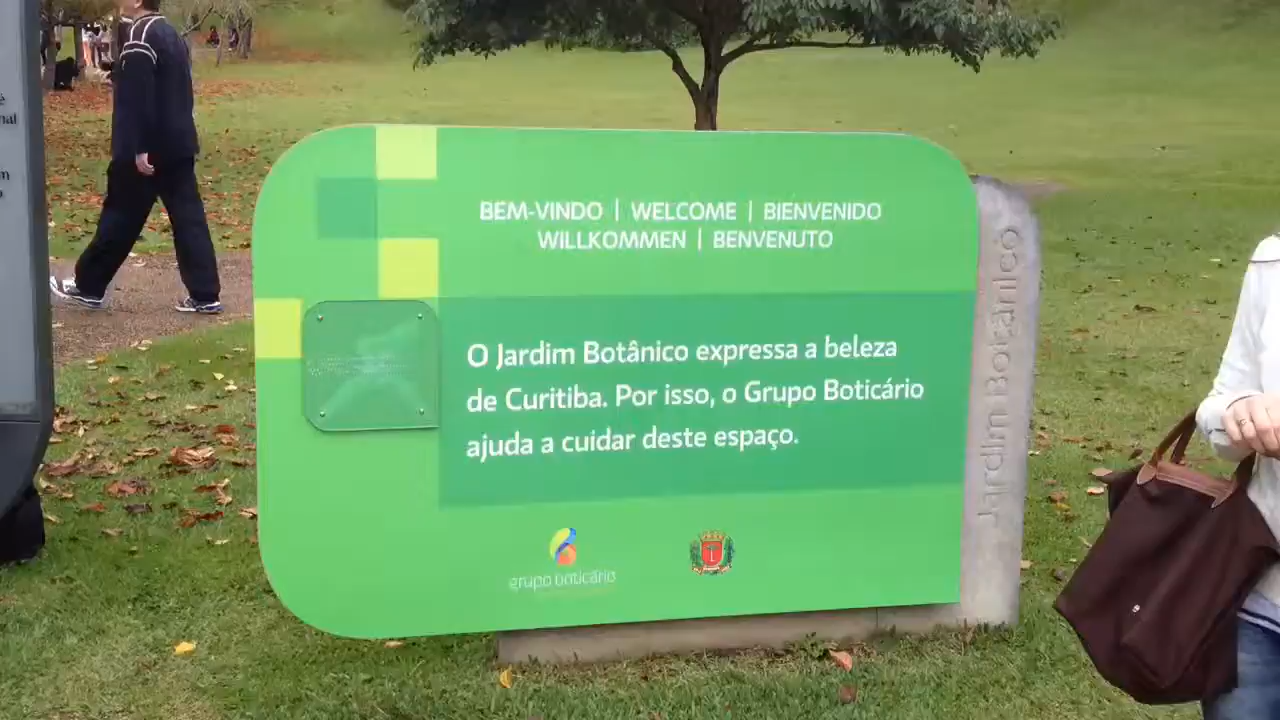 BEM-VINDO | WELCOME | BIENVENIDO
WILLKOMMEN | BENVENUTO
O Jardim Botânico expressa a beleza
de Curitiba. Por isso, o Grupo Boticário
ajuda a cuidar deste espaço.
grupo boticário
Jardim Botânico